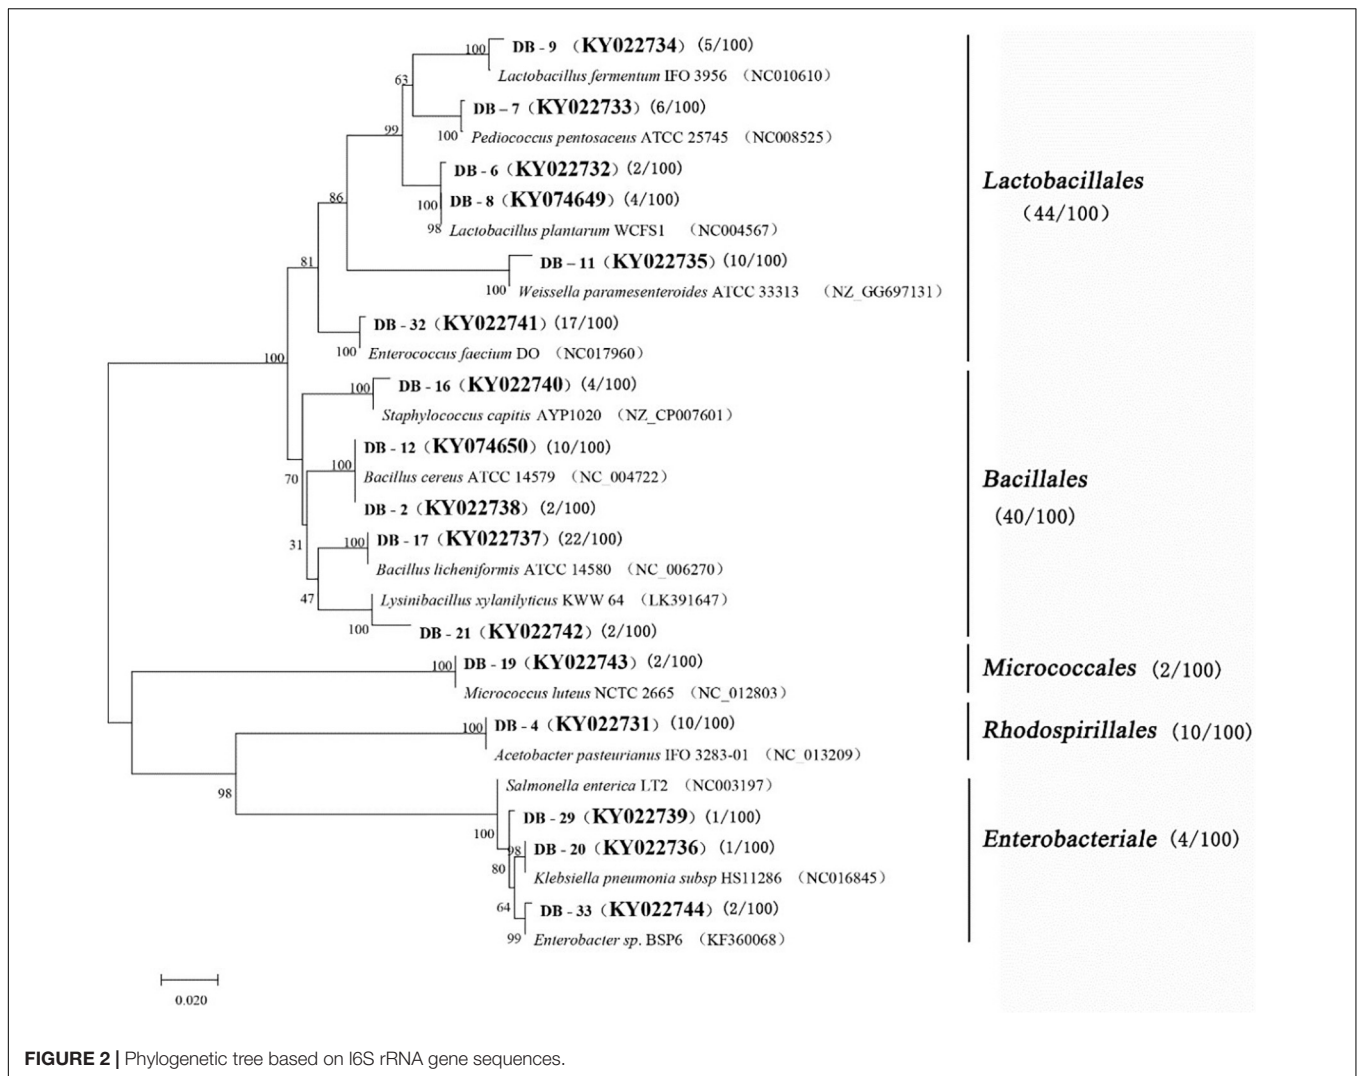 100 DB - 9 （KY022734）(5/100)
Lactobacillus fermentum IFO 3956 （NC010610）
63
DB – 7 （KY022733）(6/100)
99
100 Pediococcus pentosaceus ATCC 25745 （NC008525）
DB - 6 （KY022732）(2/100)
Lactobacillales
86
100 DB - 8 （KY074649）(4/100)
（44/100）
98 Lactobacillus plantarum WCFS1 （NC004567）
81
DB – 11 （KY022735）(10/100)
100 Weissella paramesenteroides ATCC 33313 （NZ_GG697131）
DB - 32 （KY022741）(17/100)
100
100 Enterococcus faecium DO （NC017960）
100 DB - 16 （KY022740）(4/100)
Staphylococcus capitis AYP1020 （NZ_CP007601）
DB - 12 （KY074650）(10/100)
100
Bacillus cereus ATCC 14579 （NC_004722）
70
Bacillales
DB - 2 （KY022738）(2/100)
（40/100）
31
100 DB - 17 （KY022737）(22/100)
Bacillus licheniformis ATCC 14580 （NC_006270）
47
Lysinibacillus xylanilyticus KWW 64 （LK391647）
100
DB - 21 （KY022742）(2/100)
100 DB - 19 （KY022743）(2/100)
Micrococcales (2/100)
Micrococcus luteus NCTC 2665 （NC_012803）
100 DB - 4 （KY022731）(10/100)
Rhodospirillales (10/100)
Acetobacter pasteurianus IFO 3283-01 （NC_013209）
98
Salmonella enterica LT2 （NC003197）
DB - 29 （KY022739）(1/100)
100
Enterobacteriale (4/100)
98 DB - 20 （KY022736）(1/100)
80
Klebsiella pneumonia subsp HS11286 （NC016845）
64
DB - 33 （KY022744）(2/100)
99 Enterobacter sp. BSP6 （KF360068）
0.020
FIGURE 2 | Phylogenetic tree based on I6S rRNA gene sequences.